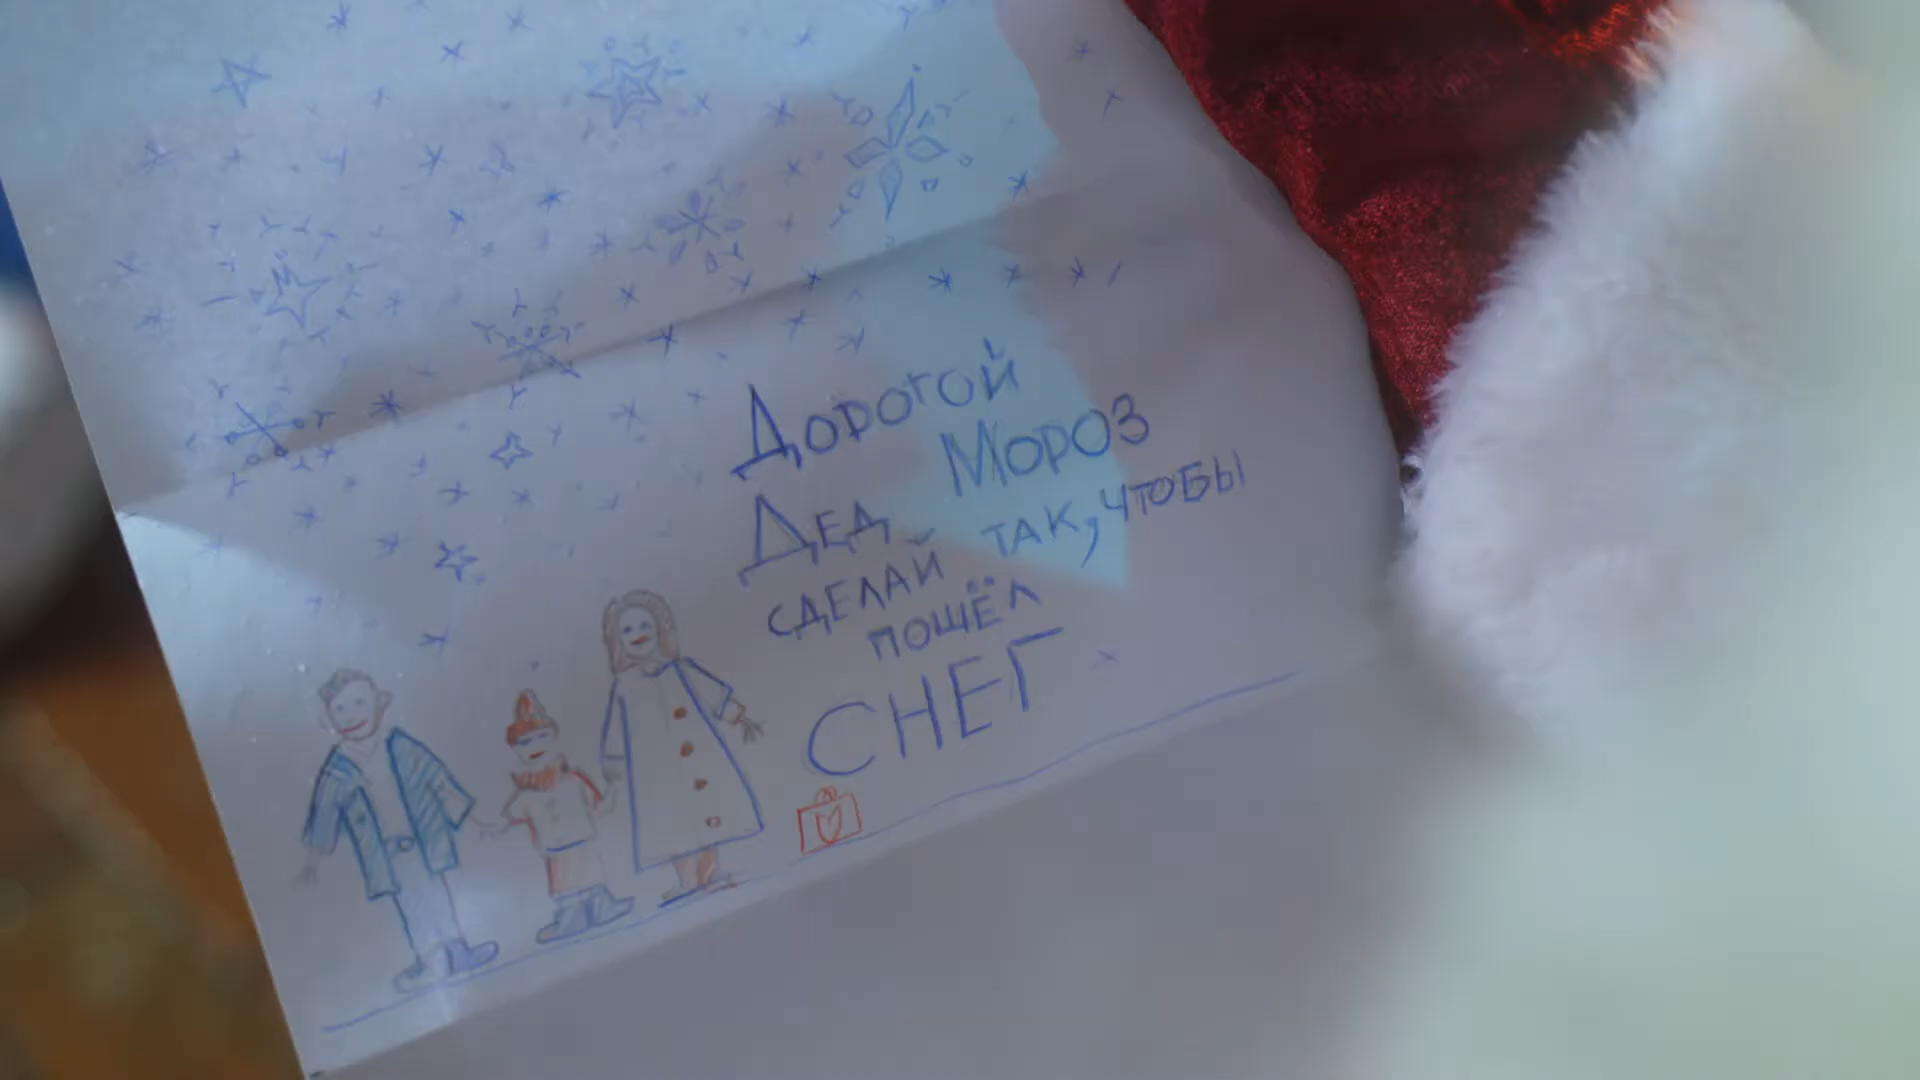 Дорогой
Дед Мороз
сделай так, чтобы
пошёл
снег